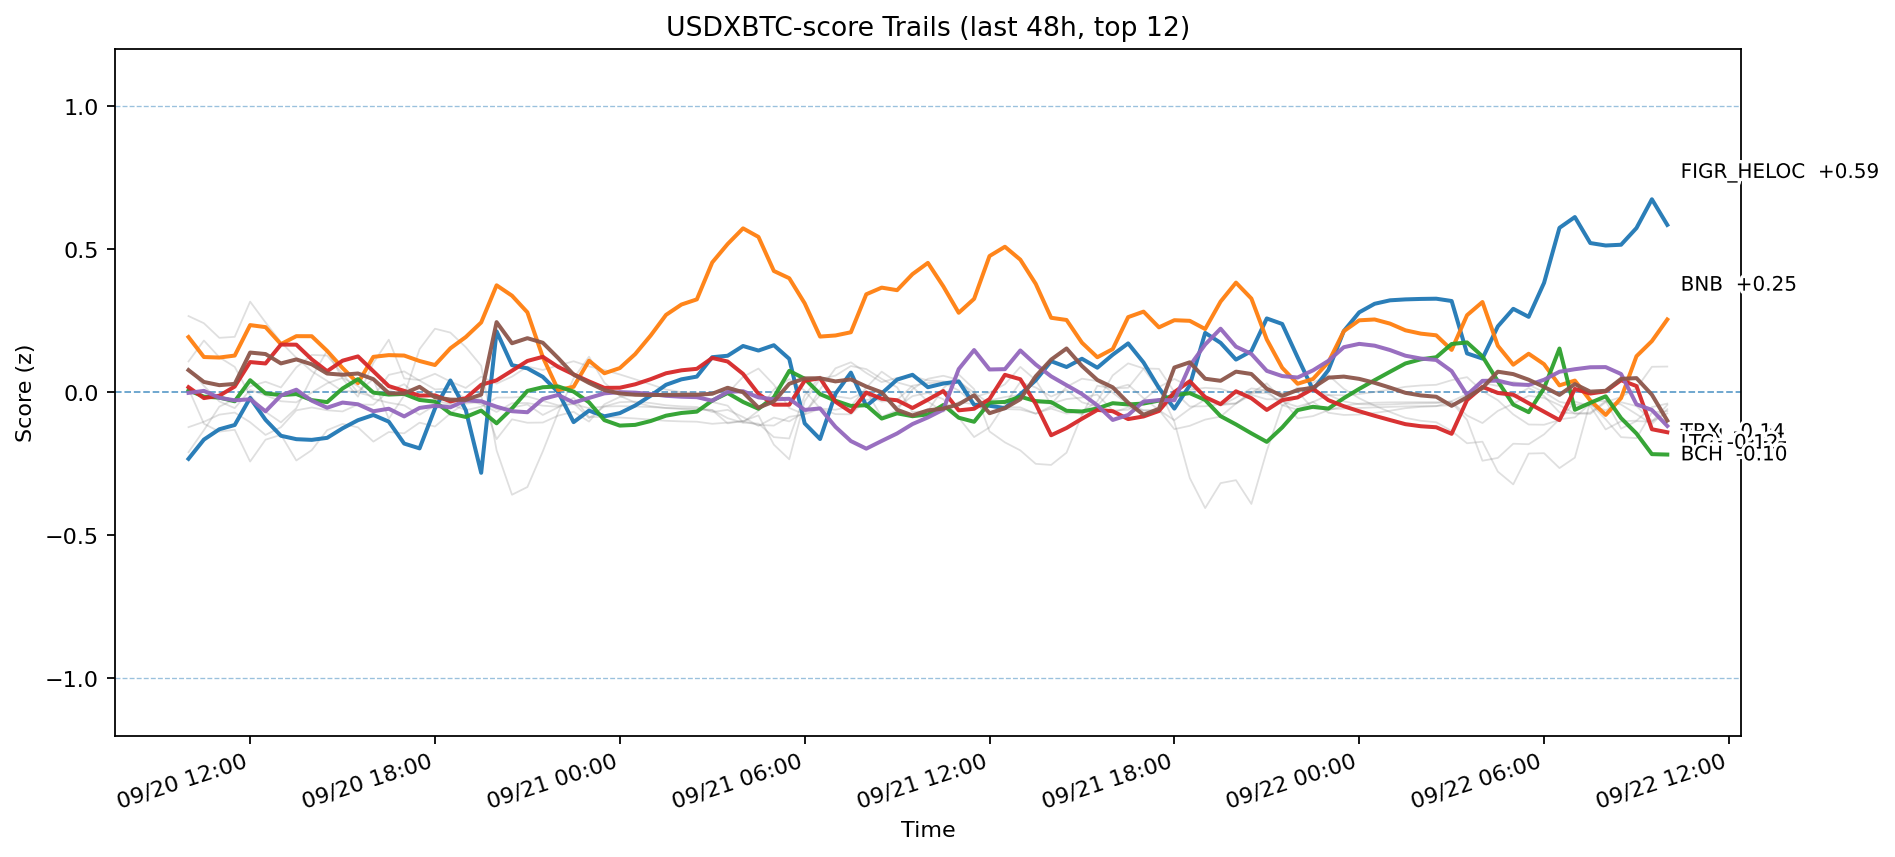 USDXBTC-score Trails (last 48h, top 12)
Score (z)
1.0
0.5
0.0
−0.5
−1.0
FIGR_HELOC +0.59
BNB +0.25
TRX -0.14
BCH -0.10
09/20 12:00
09/20 18:00
09/21 00:00
09/21 06:00
09/21 12:00
09/21 18:00
09/22 00:00
09/22 06:00
09/22 12:00
Time